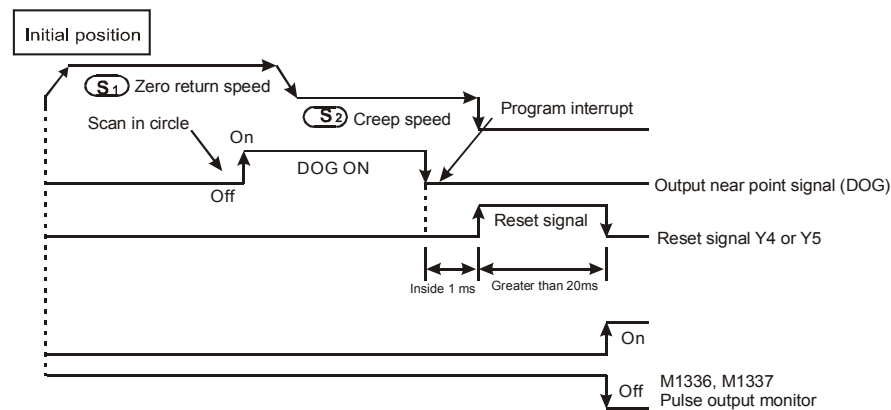 Initial position
S1 Zero return speed
S2 Creep speed
Program interrupt
Scan in circle
On
DOG ON
Off
Output near point signal (DOG)
Reset signal
Reset signal Y4 or Y5
Inside 1 ms
Greater than 20ms
On
Off
M1336, M1337
Pulse output monitor